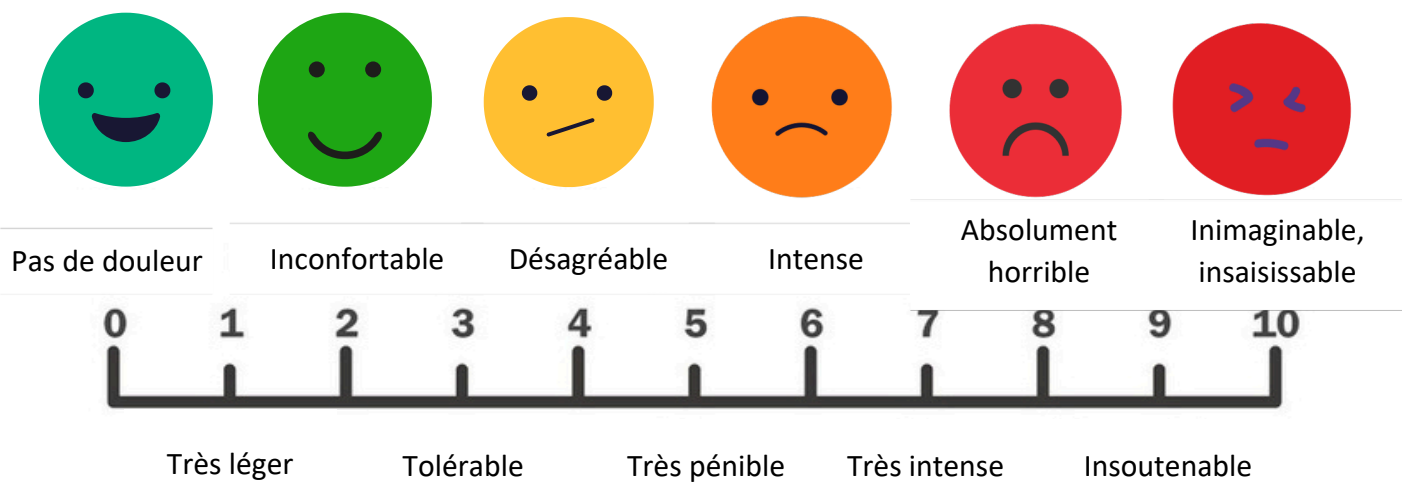 Pas de douleur
Inconfortable
Désagréable
Intense
Absolument
horrible
Inimaginable,
insaisissable
0 1 2 3 4 5 6 7 8 9 10
Très léger
Tolérable
Très pénible
Très intense
Insoutenable